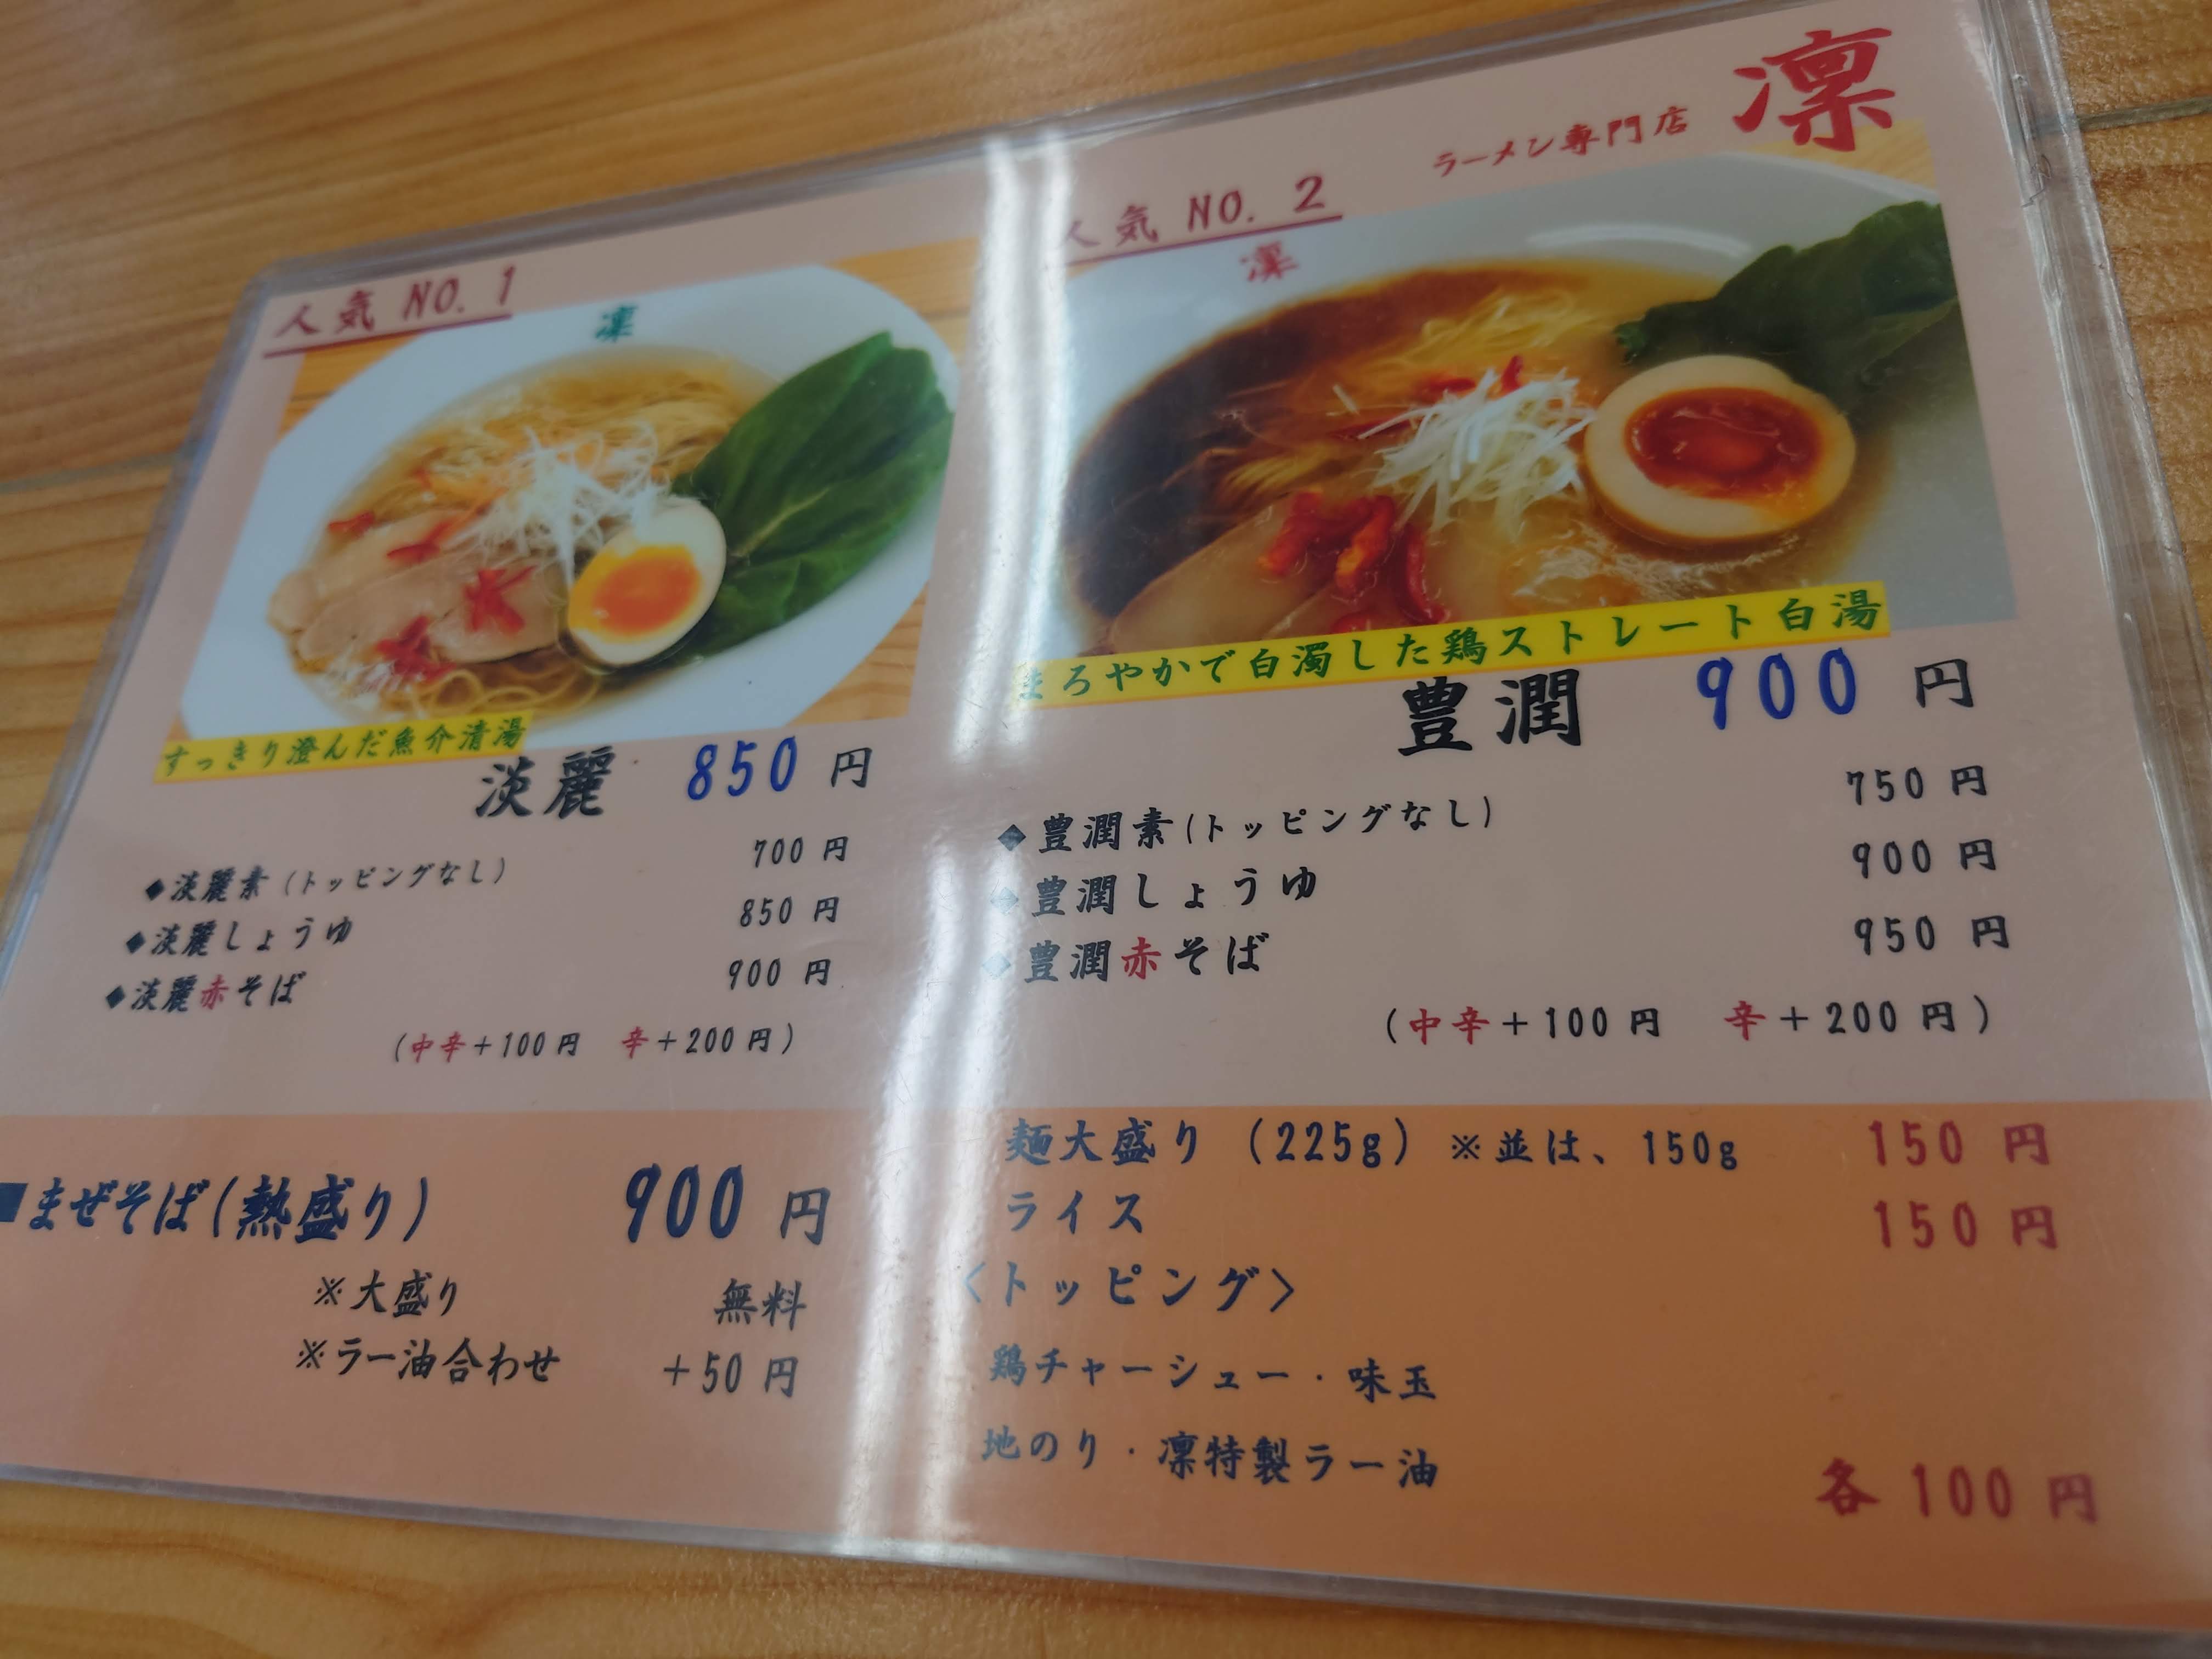 ラーメン専門店 凛
人気 NO. 1
凛
すっきり澄んだ魚介清湯
淡麗 850 円
◆淡麗素(トッピングなし) 700 円
◆淡麗しょうゆ 850 円
◆淡麗赤そば 900 円
(中辛+100 円 辛+200 円)
人気 NO. 2
凛
まろやかで白濁した鶏ストレート白湯
豊潤 900 円
◆豊潤素(トッピングなし) 750 円
◆豊潤しょうゆ 900 円
◆豊潤赤そば 950 円
(中辛+100 円 辛+200 円)
■まぜそば(熱盛り) 900 円
※大盛り 無料
※ラー油合わせ +50 円
麺大盛り (225g) ※並は、150g 150 円
ライス 150 円
<トッピング>
鶏チャーシュー・味玉
地のり・凛特製ラー油
各 100 円